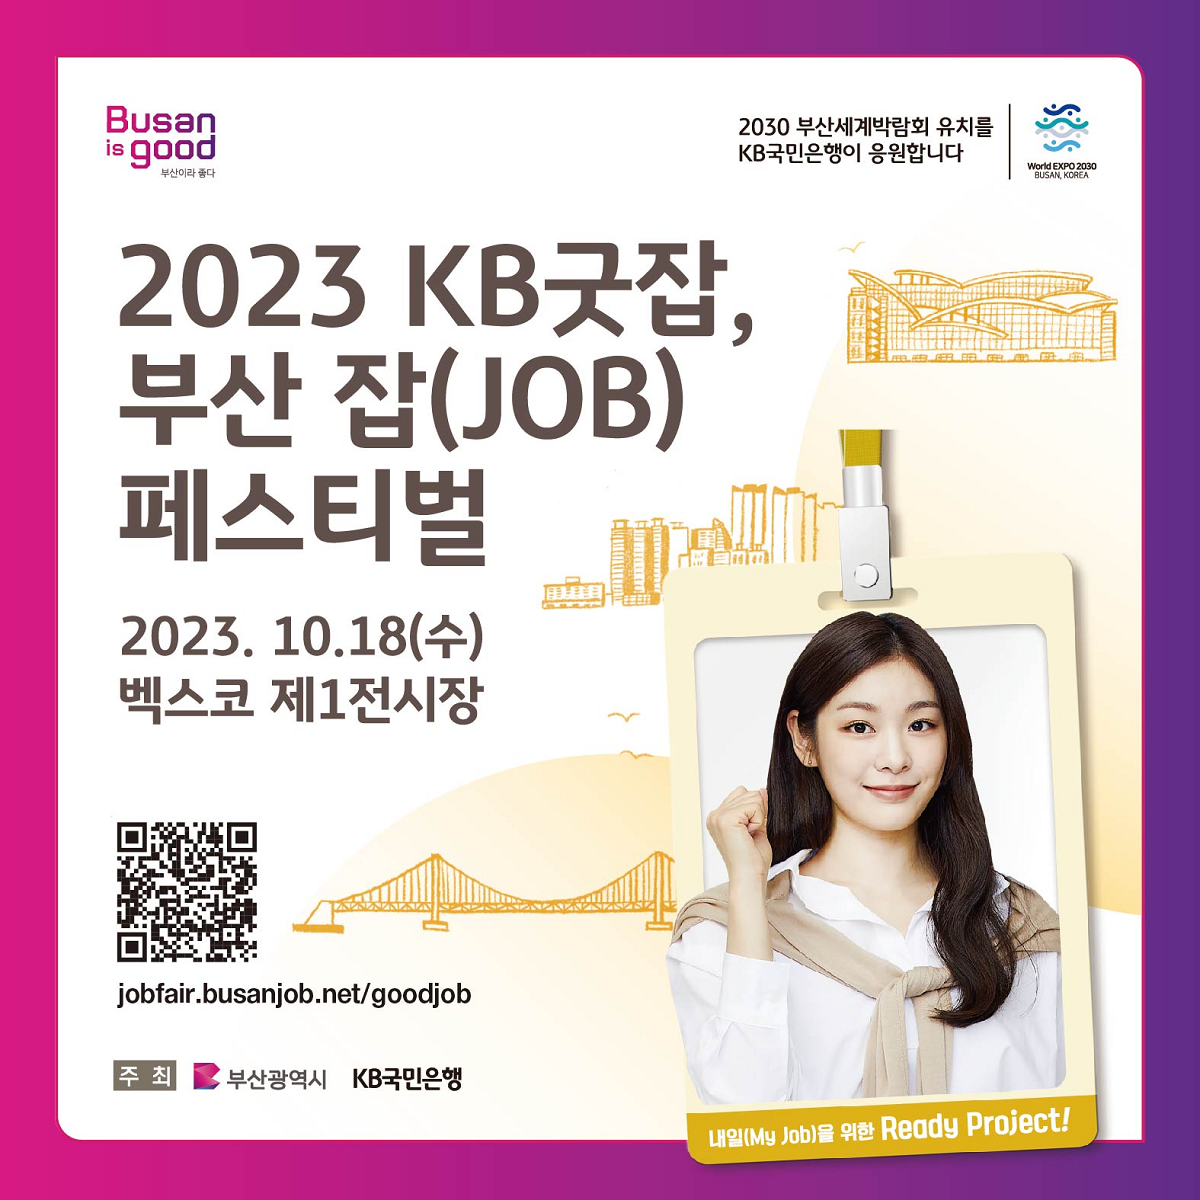 Busan
is good
부산이라 좋다
2030 부산세계박람회 유치를
KB국민은행이 응원합니다
World EXPO 2030
BUSAN, KOREA
2023 KB굿잡,
부산 잡(JOB)
페스티벌
2023. 10.18(수)
벡스코 제1전시장
jobfair.busanjob.net/goodjob
주 최 부산광역시 KB국민은행
내일(My Job)을 위한 Ready Project!